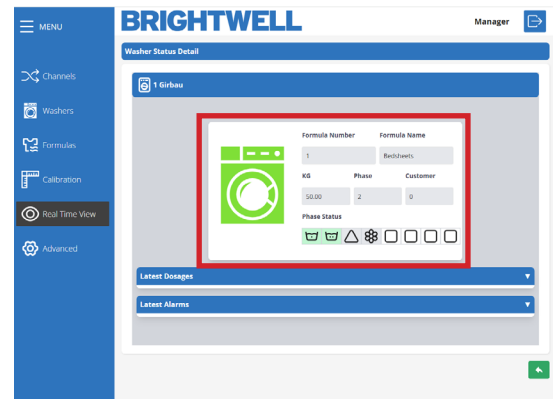 MENU
BRIGHTWELL
Manager
Washer Status Detail
Channels
1 Girbau
Washers
Formula Number Formula Name
1 Bedsheets
Formulas
KG Phase Customer
Calibration
50.00 2 0
Real Time View
Phase Status
Advanced
Latest Dosages
Latest Alarms